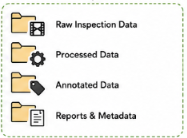 Raw Inspection Data
Processed Data
Annotated Data
Reports & Metadata